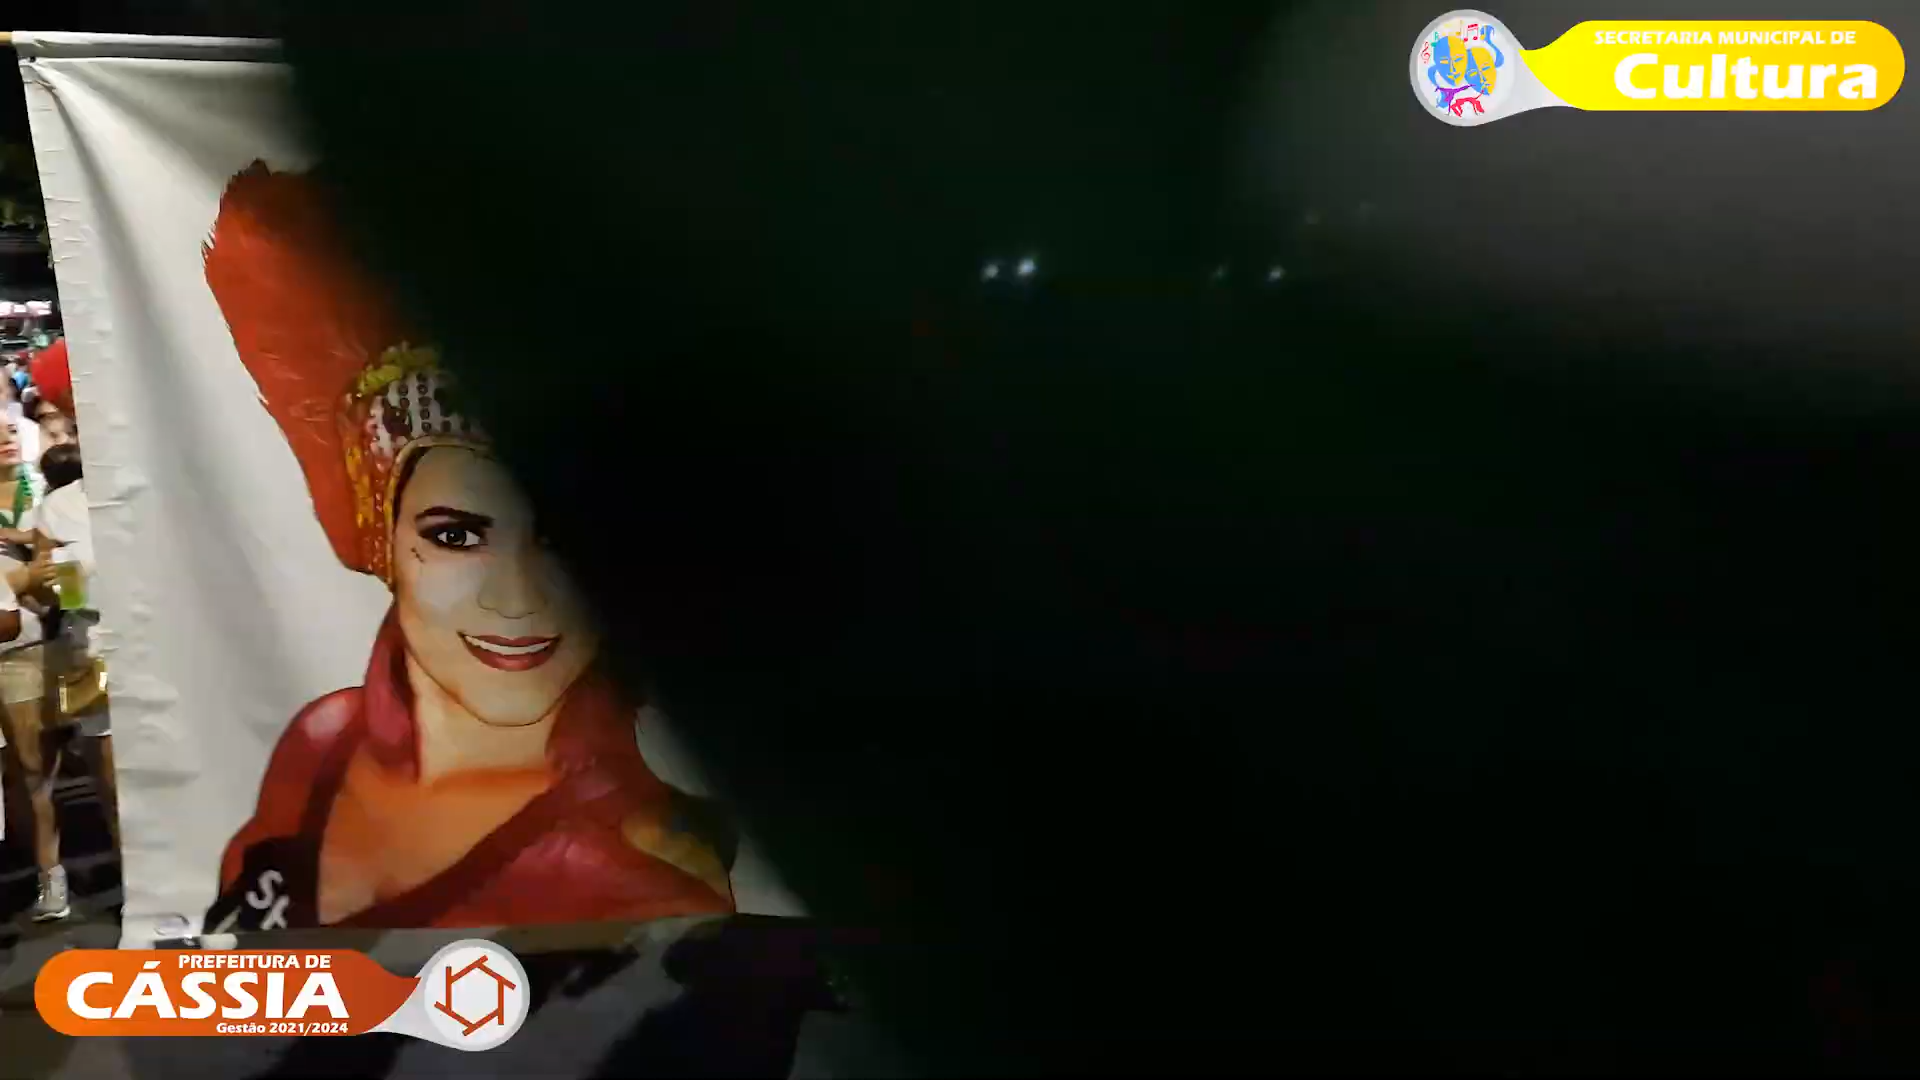 SECRETARIA MUNICIPAL DE
Cultura
PREFEITURA DE
CÁSSIA
Gestão 2021/2024